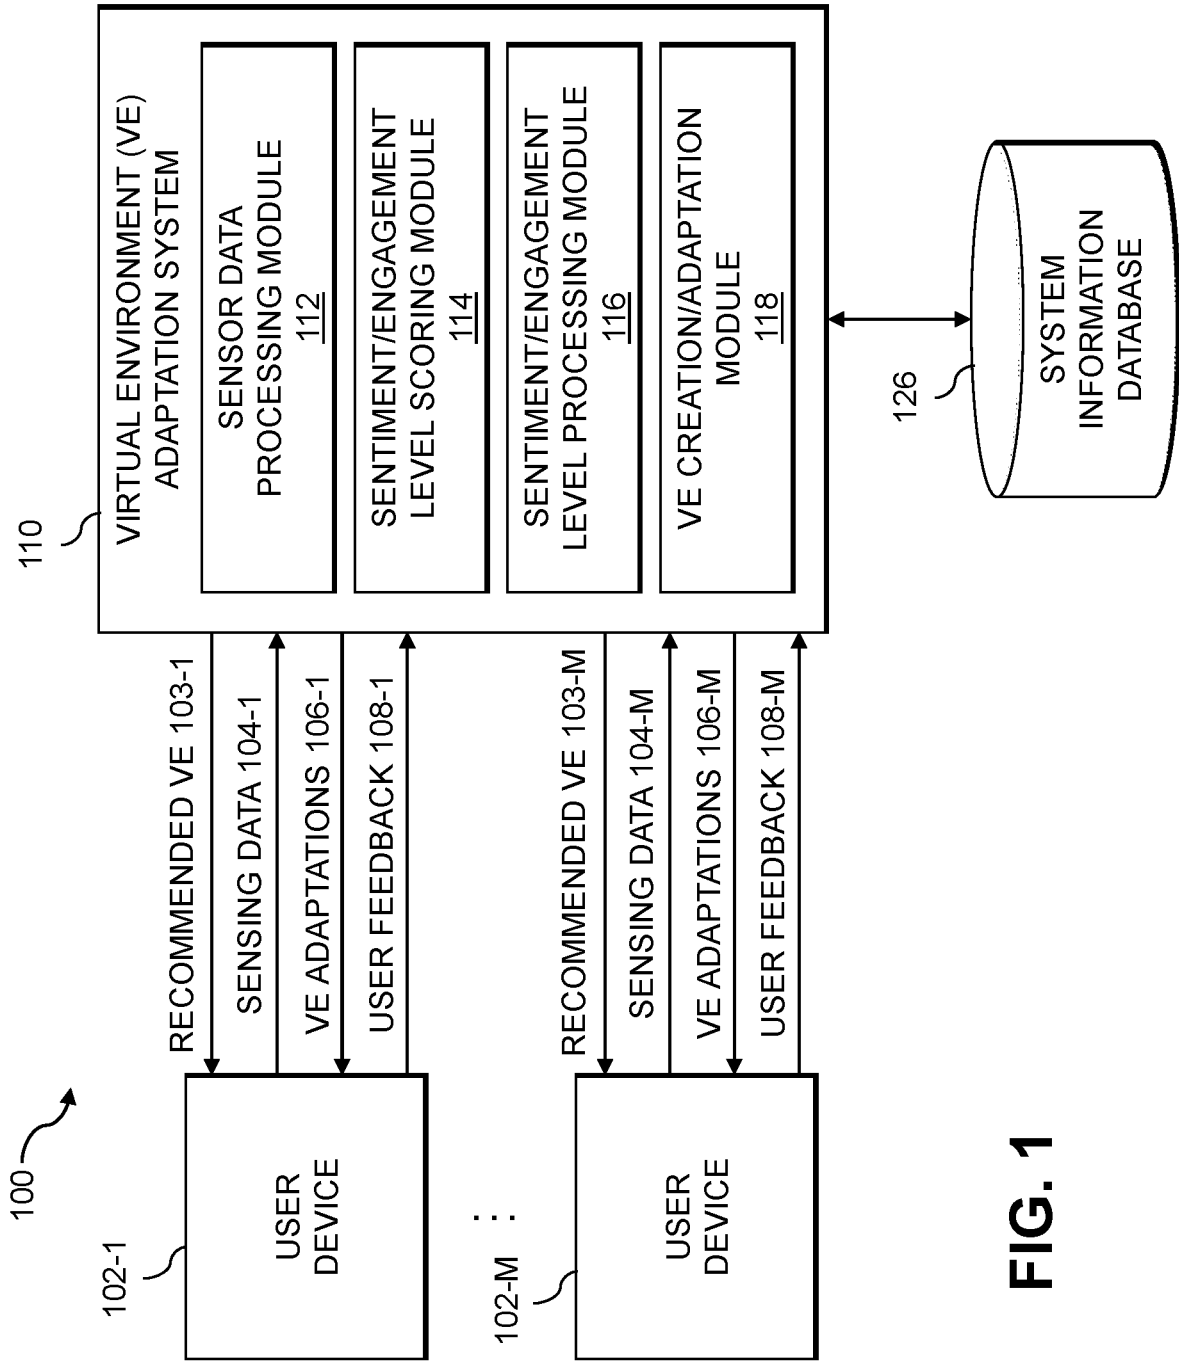 100
102-1
USER
DEVICE
...
102-M
USER
DEVICE
RECOMMENDED VE 103-1
SENSING DATA 104-1
VE ADAPTATIONS 106-1
USER FEEDBACK 108-1
RECOMMENDED VE 103-M
SENSING DATA 104-M
VE ADAPTATIONS 106-M
USER FEEDBACK 108-M
110
VIRTUAL ENVIRONMENT (VE)
ADAPTATION SYSTEM
SENSOR DATA
PROCESSING MODULE
112
SENTIMENT/ENGAGEMENT
LEVEL SCORING MODULE
114
SENTIMENT/ENGAGEMENT
LEVEL PROCESSING MODULE
116
VE CREATION/ADAPTATION
MODULE
118
126
SYSTEM
INFORMATION
DATABASE
FIG. 1